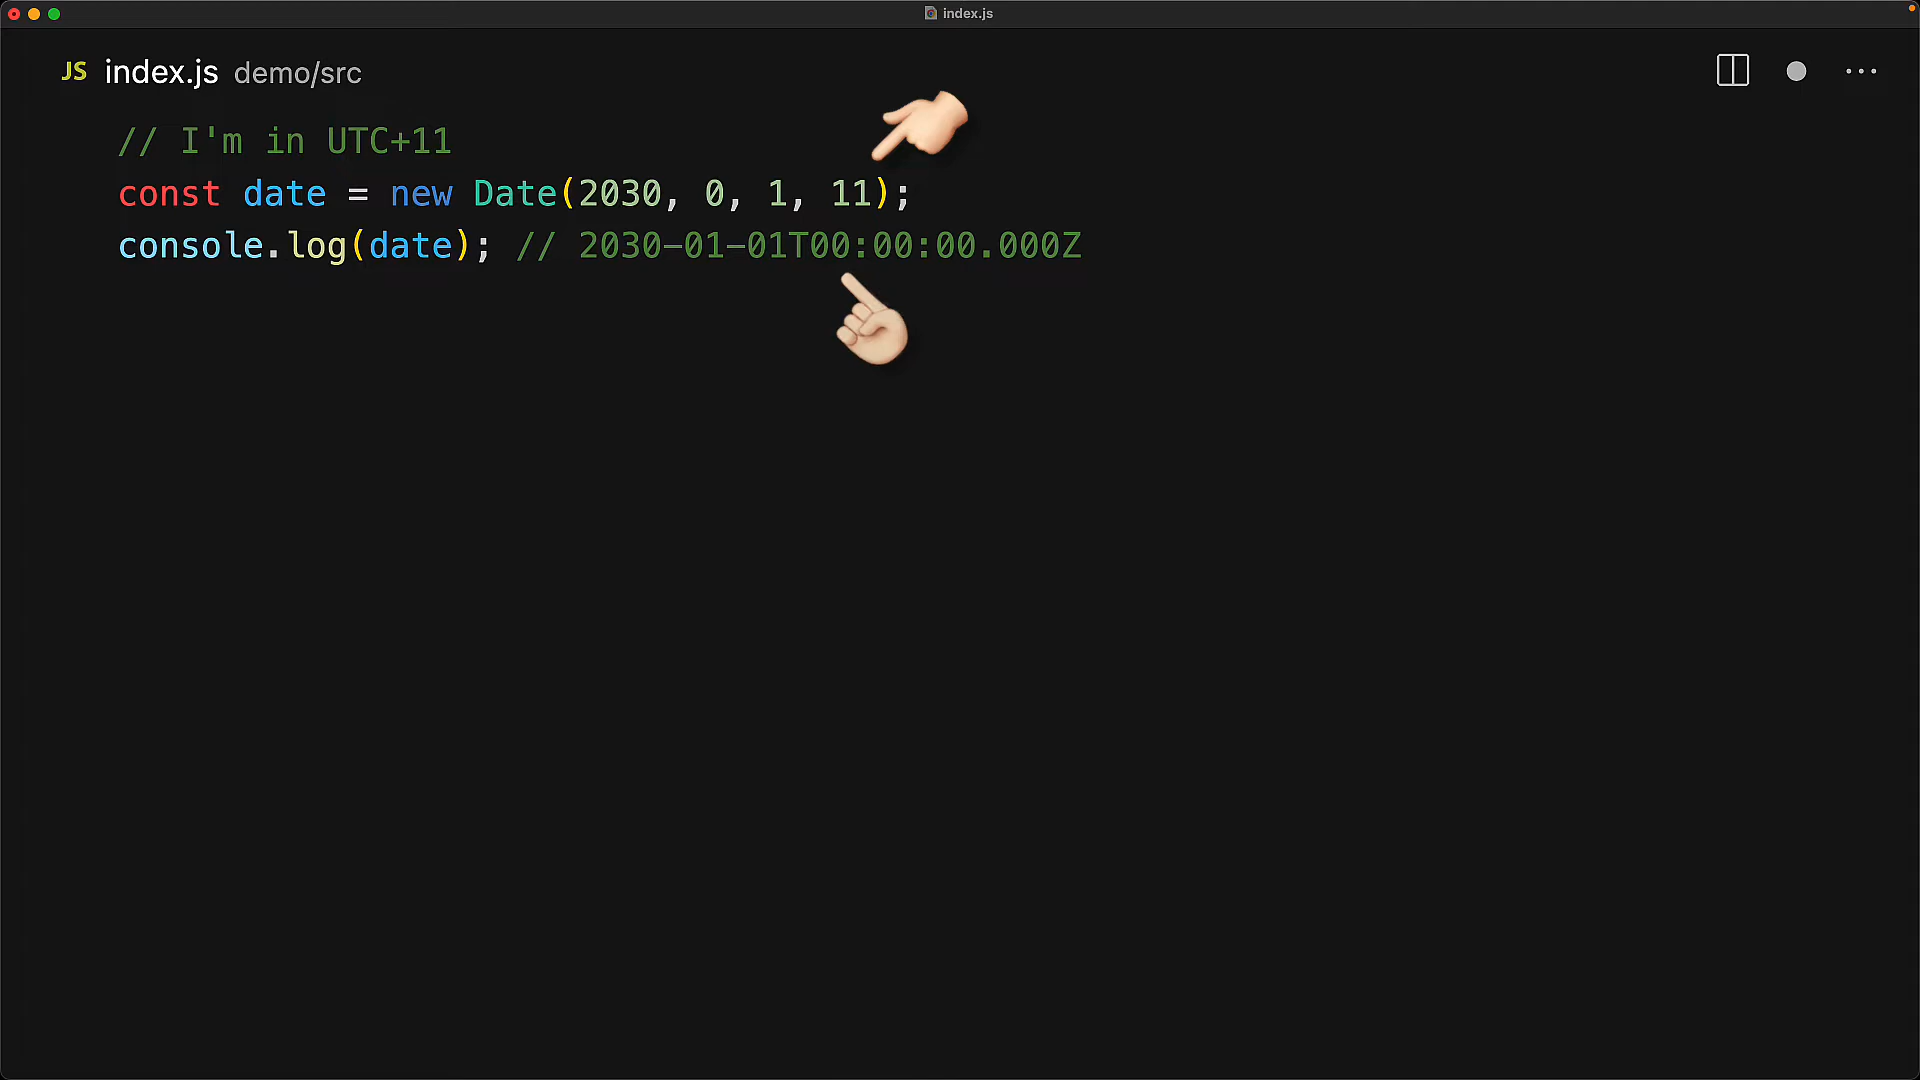 index.js
JS index.js demo/src
// I'm in UTC+11
const date = new Date(2030, 0, 1, 11);
console.log(date); // 2030-01-01T00:00:00.000Z